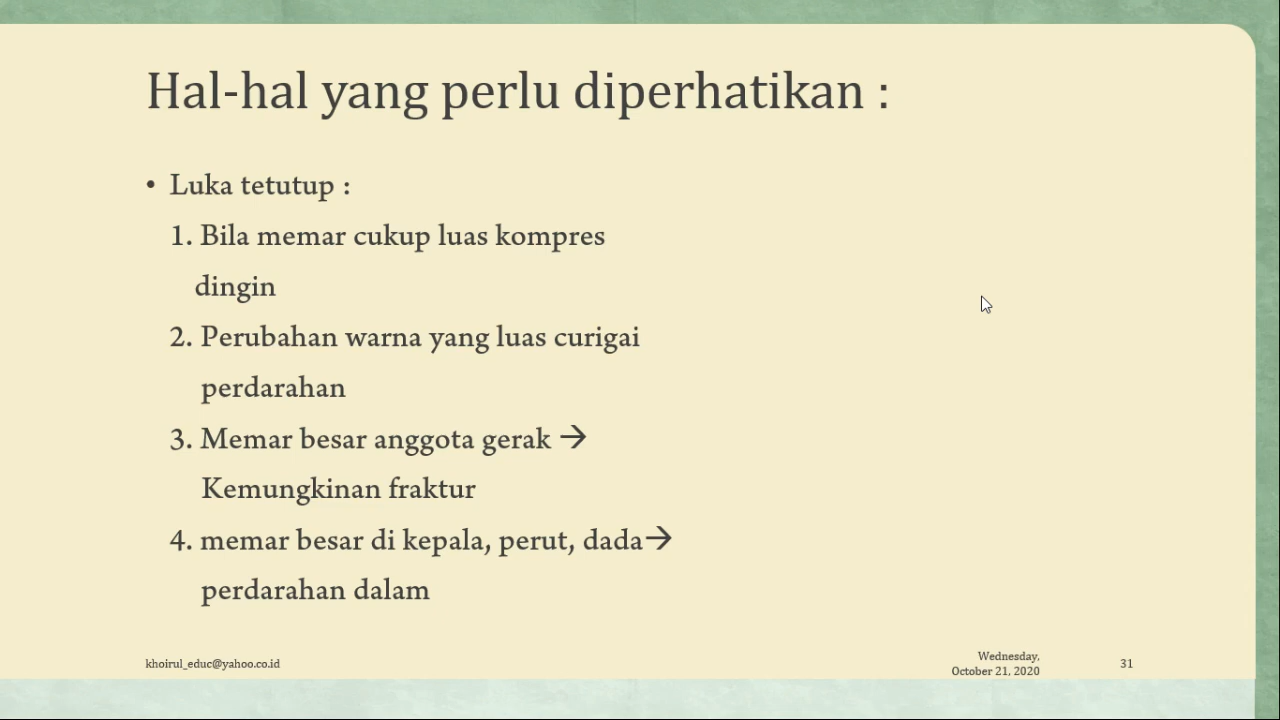 Hal-hal yang perlu diperhatikan :
• Luka tetutup :
1. Bila memar cukup luas kompres
dingin
2. Perubahan warna yang luas curigai
perdarahan
3. Memar besar anggota gerak →
Kemungkinan fraktur
4. memar besar di kepala, perut, dada→
perdarahan dalam
khoirul_educ@yahoo.co.id
Wednesday,
October 21, 2020
31